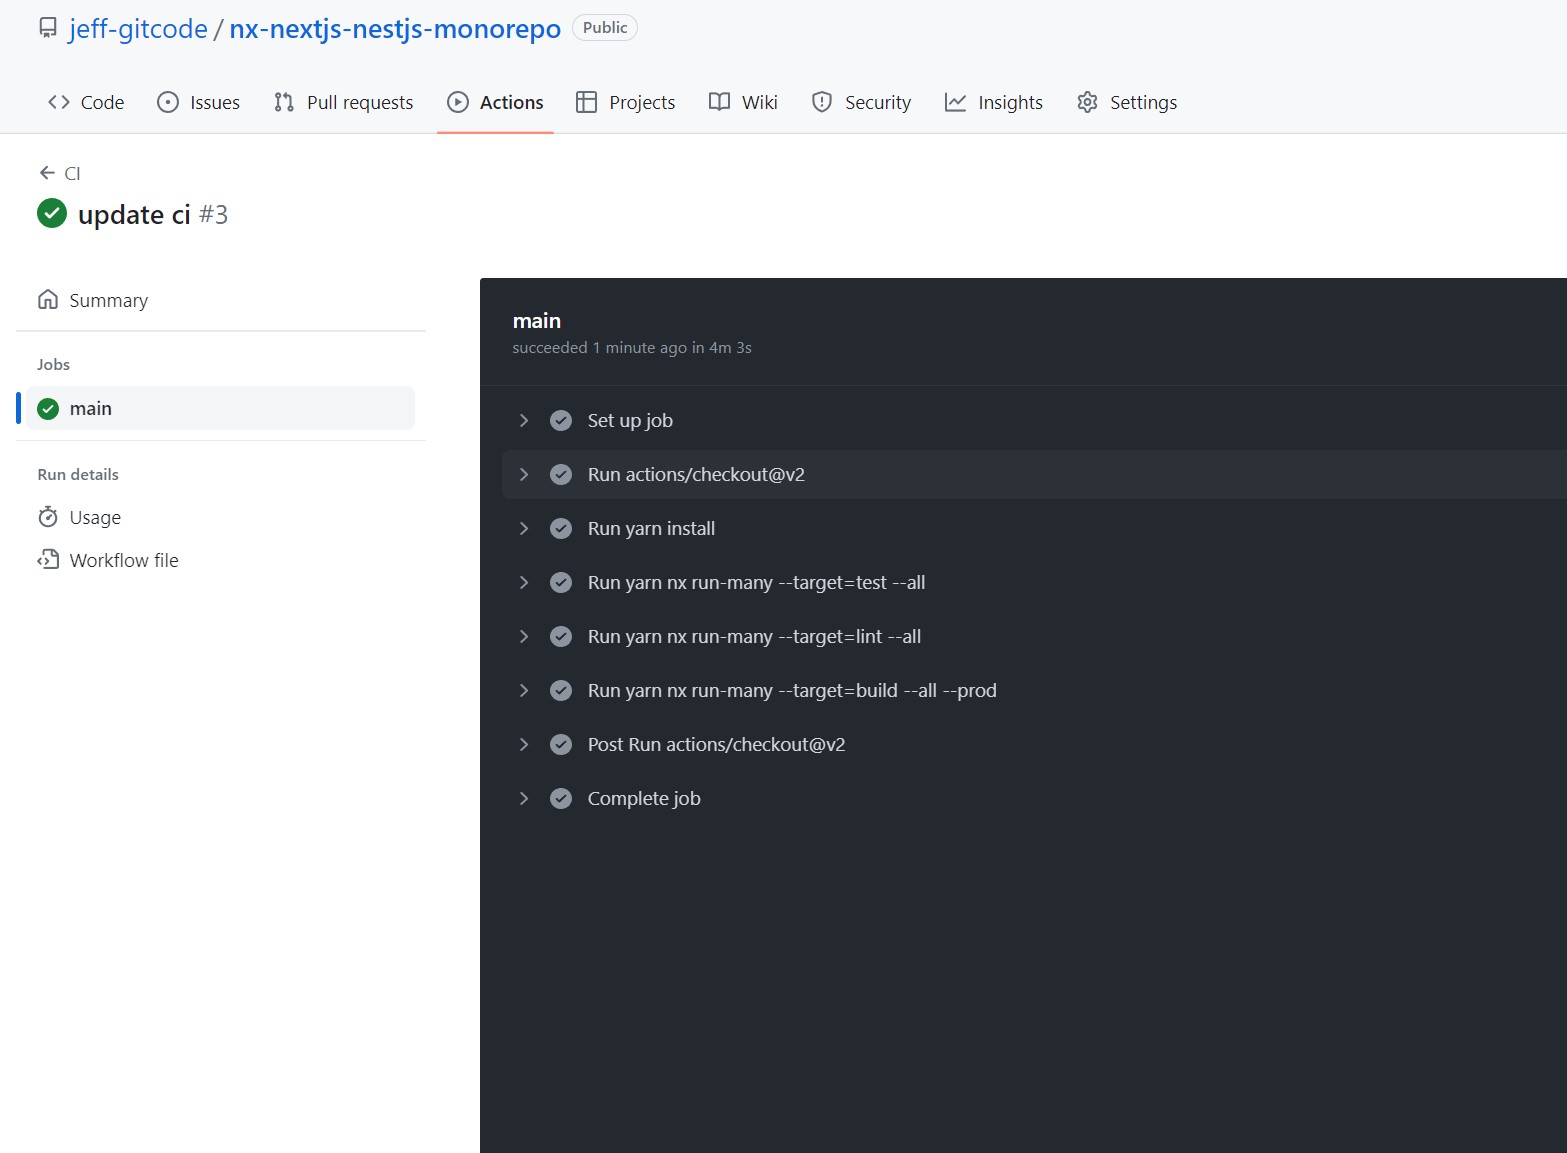 jeff-gitcode / nx-nextjs-nestjs-monorepo Public
Code Issues Pull requests Actions Projects Wiki Security Insights Settings
CI
update ci #3
Summary
Jobs
main
Run details
Usage
Workflow file
main
succeeded 1 minute ago in 4m 3s
Set up job
Run actions/checkout@v2
Run yarn install
Run yarn nx run-many --target=test --all
Run yarn nx run-many --target=lint --all
Run yarn nx run-many --target=build --all --prod
Post Run actions/checkout@v2
Complete job